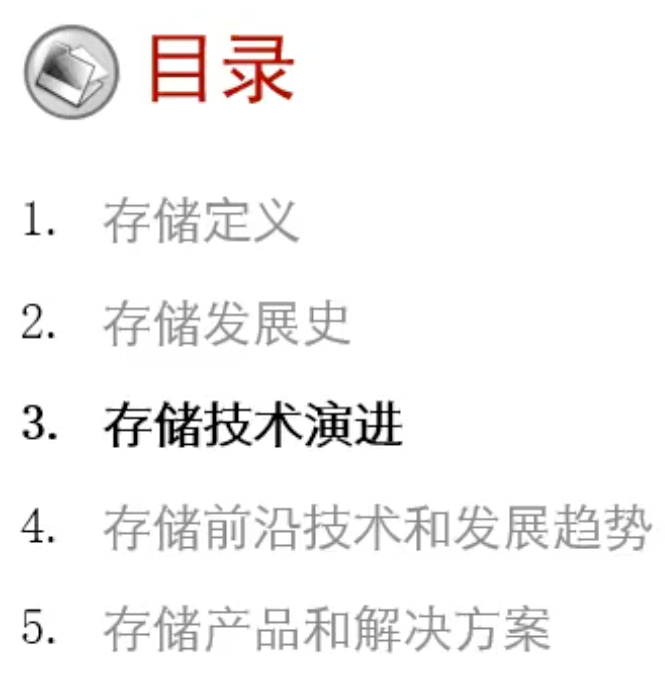 目录
1. 存储定义
2. 存储发展史
3. 存储技术演进
4. 存储前沿技术和发展趋势
5. 存储产品和解决方案